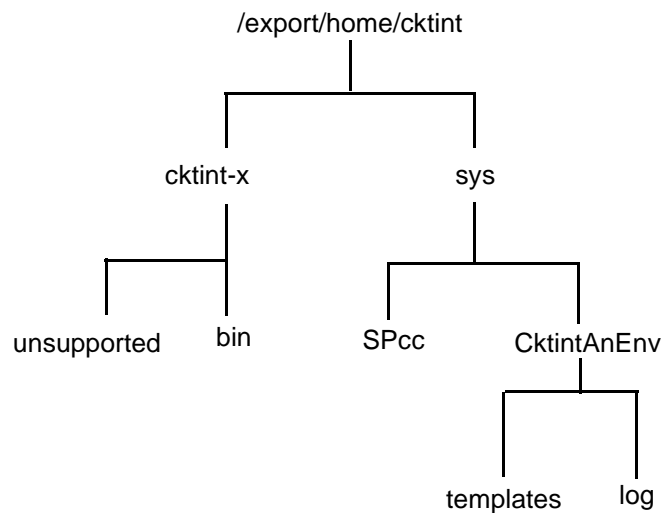 /export/home/cktint
cktint-x
sys
unsupported
bin
SPcc
CktintAnEnv
templates
log